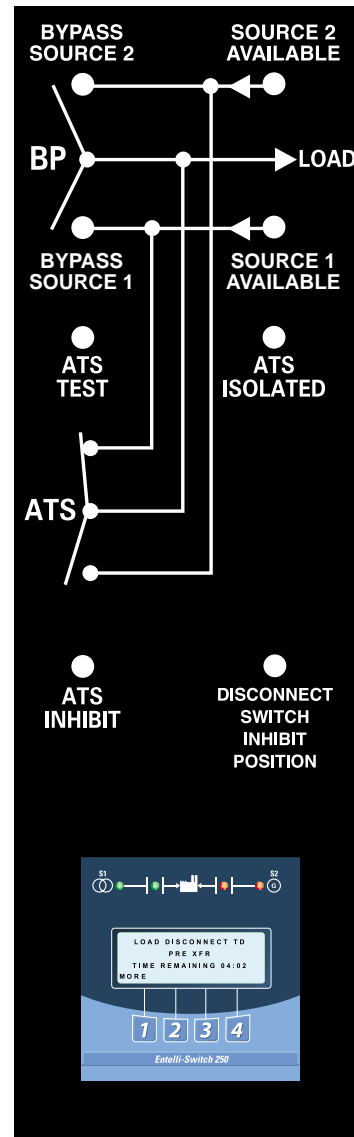 BYPASS
SOURCE 2
SOURCE 2
AVAILABLE
BP
LOAD
BYPASS
SOURCE 1
SOURCE 1
AVAILABLE
ATS
TEST
ATS
ISOLATED
ATS
ATS
INHIBIT
DISCONNECT
SWITCH
INHIBIT
POSITION
S1
S2
G
LOAD DISCONNECT TD
PRE XFR
TIME REMAINING 04:02
MORE
1 2 3 4
Entelli-Switch 250